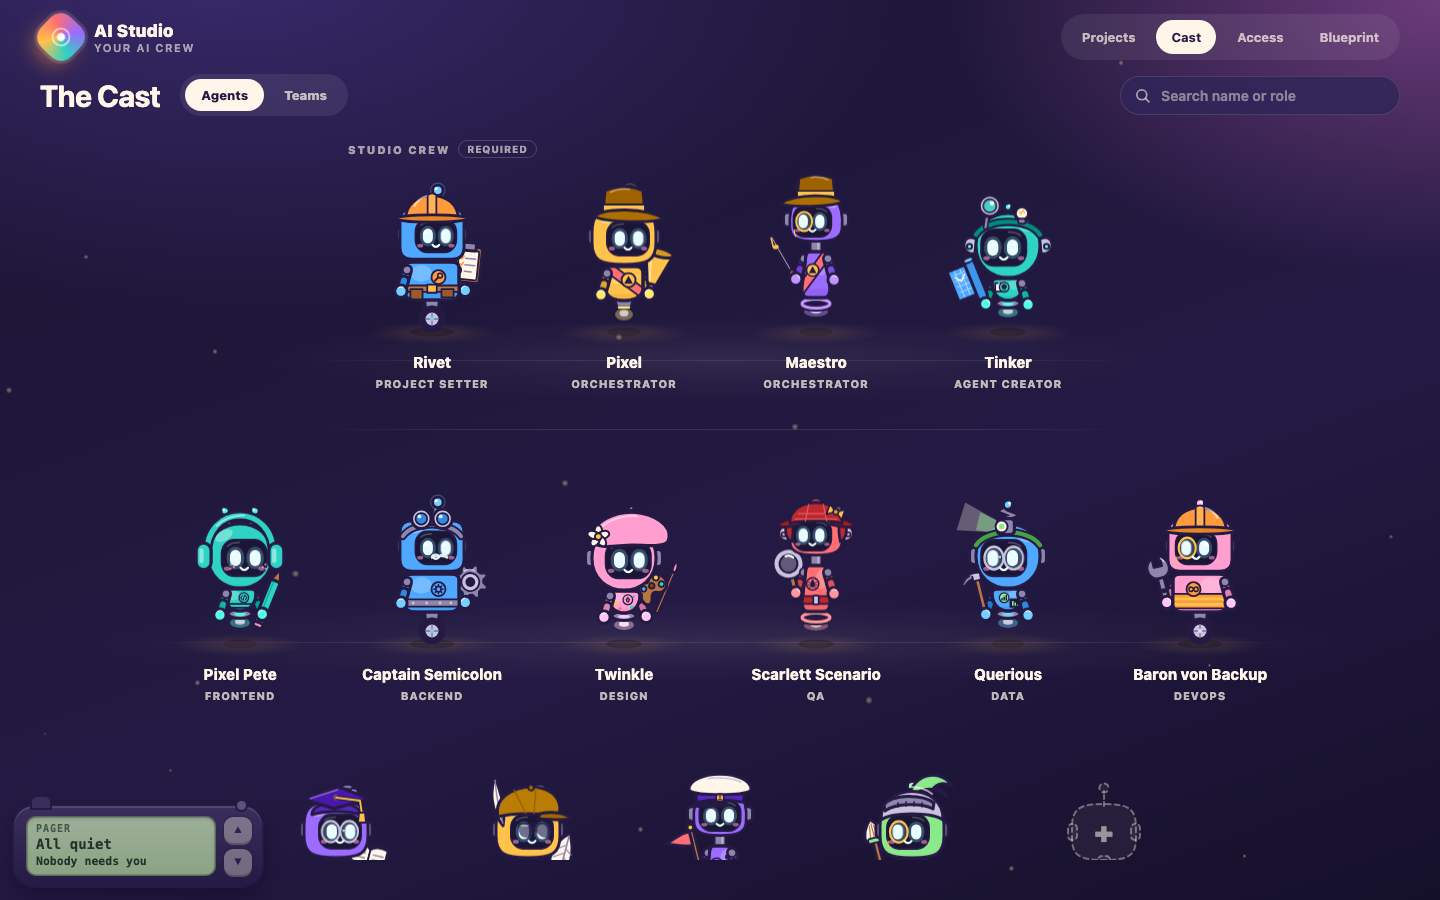 AI Studio
YOUR AI CREW
Projects
Cast
Access
Blueprint
The Cast
Agents
Teams
Search name or role
STUDIO CREW
REQUIRED
Rivet
PROJECT SETTER
Pixel
ORCHESTRATOR
Maestro
ORCHESTRATOR
Tinker
AGENT CREATOR
Pixel Pete
FRONTEND
Captain Semicolon
BACKEND
Twinkle
DESIGN
Scarlett Scenario
QA
Querious
DATA
Baron von Backup
DEVOPS
PAGER
All quiet
Nobody needs you